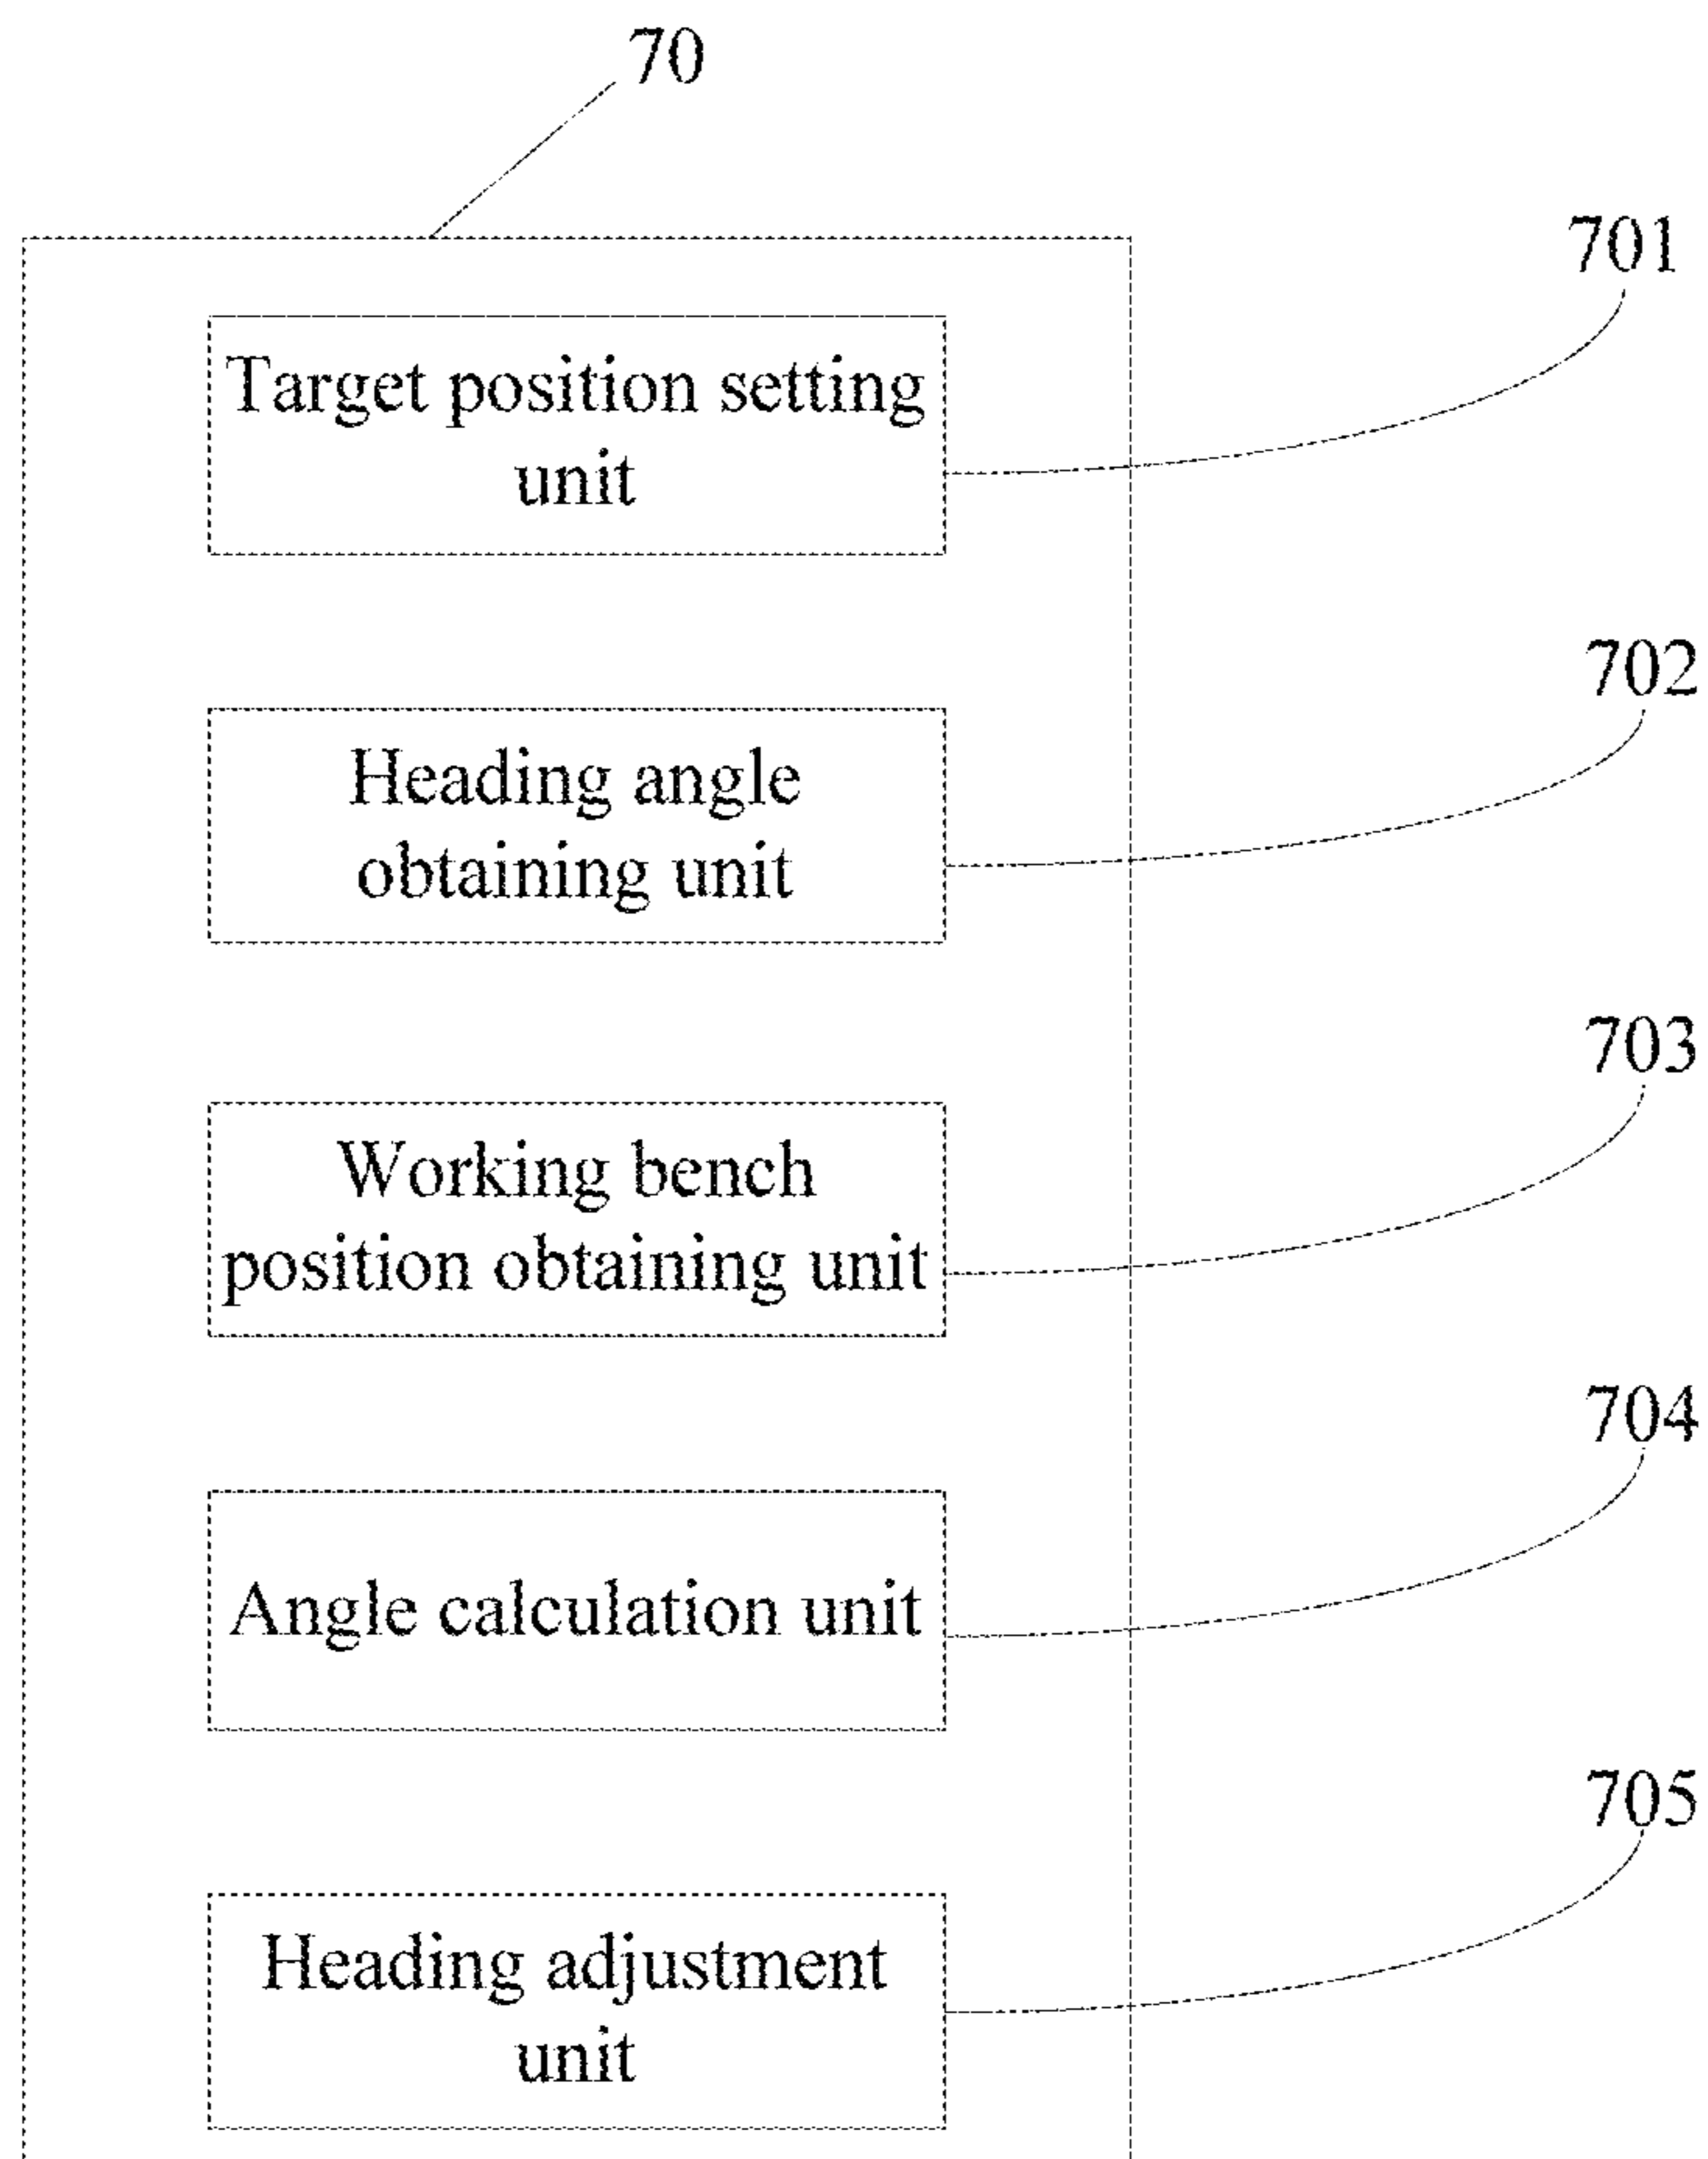 70
701
Target position setting
unit
702
Heading angle
obtaining unit
703
Working bench
position obtaining unit
704
Angle calculation unit
705
Heading adjustment
unit